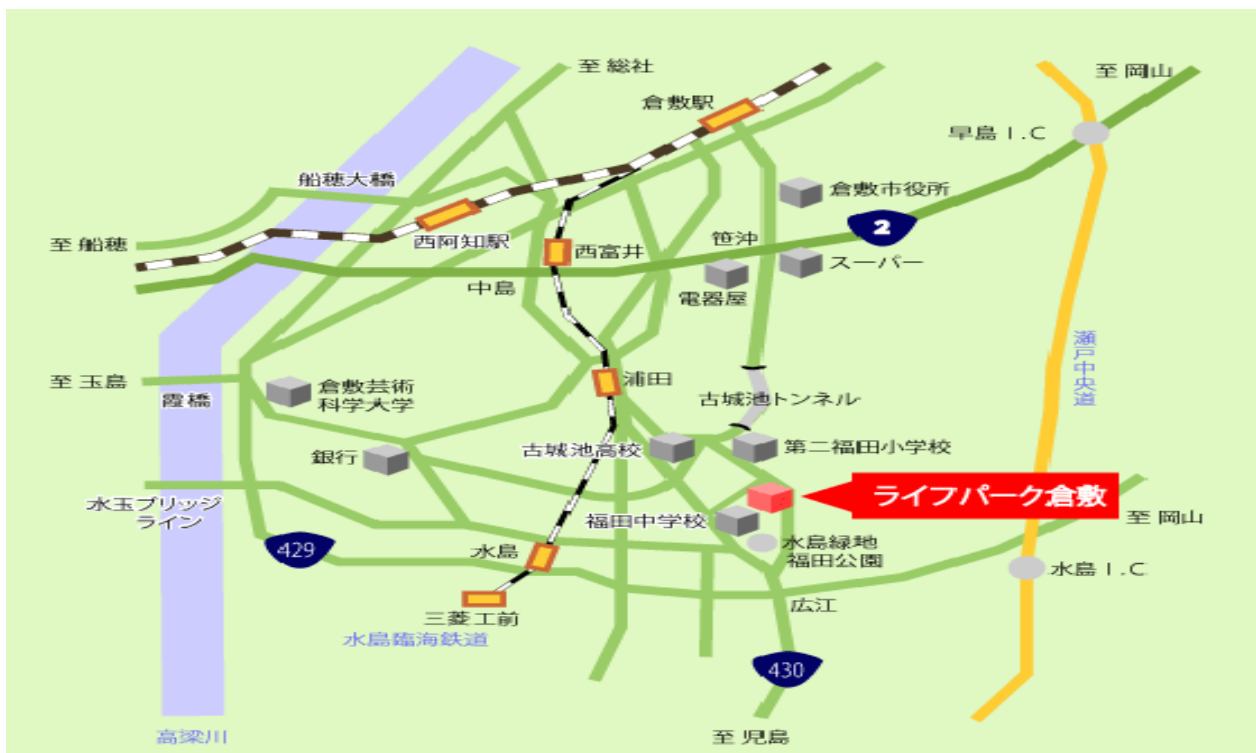 至 総社
至 岡山
倉敷駅
早島 I.C
船穂大橋
倉敷市役所
2
至 船穂
西阿知駅
西富井
笹沖
スーパー
中島
電器屋
瀬戸中央道
至 玉島
霞橋
倉敷芸術
科学大学
浦田
古城池トンネル
銀行
古城池高校
第二福田小学校
水玉ブリッジ
ライン
ライフパーク倉敷
福田中学校
至 岡山
429
水島
水島緑地
福田公園
水島 I.C
三菱工前
広江
水島臨海鉄道
430
高梁川
至 児島